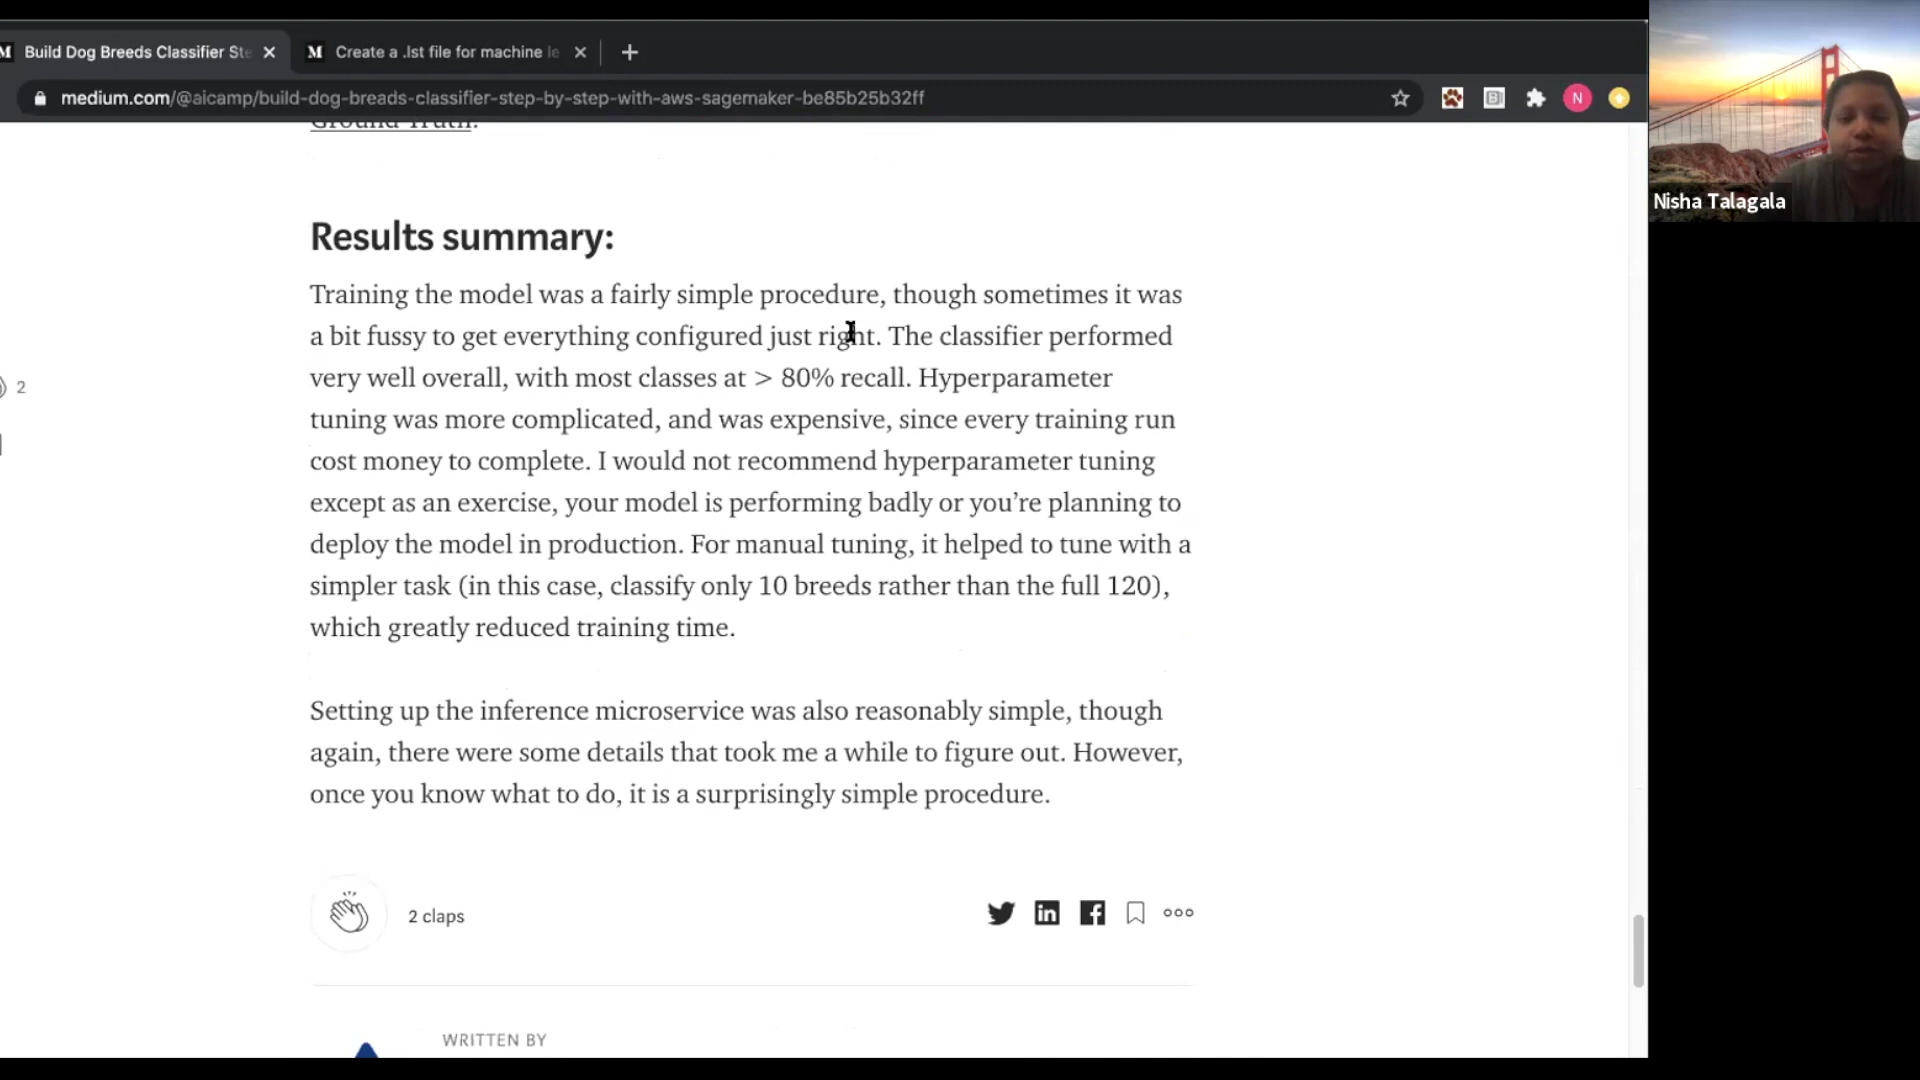 M Build Dog Breeds Classifier Ste
M Create a .lst file for machine le
medium.com/@aicamp/build-dog-breads-classifier-step-by-step-with-aws-sagemaker-be85b25b32ff
N
Nisha Talagala
Ground Truth.
Results summary:
Training the model was a fairly simple procedure, though sometimes it was
a bit fussy to get everything configured just right. The classifier performed
very well overall, with most classes at > 80% recall. Hyperparameter
tuning was more complicated, and was expensive, since every training run
cost money to complete. I would not recommend hyperparameter tuning
except as an exercise, your model is performing badly or you’re planning to
deploy the model in production. For manual tuning, it helped to tune with a
simpler task (in this case, classify only 10 breeds rather than the full 120),
which greatly reduced training time.
2
Setting up the inference microservice was also reasonably simple, though
again, there were some details that took me a while to figure out. However,
once you know what to do, it is a surprisingly simple procedure.
2 claps
WRITTEN BY